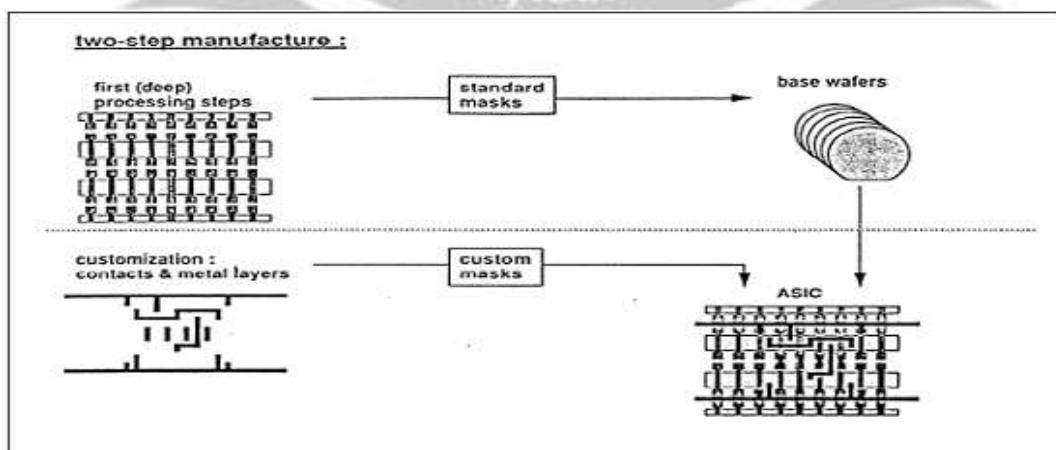 two-step manufacture :
first (deep)
processing steps
standard
masks
base wafers
customization :
contacts & metal layers
custom
masks
ASIC